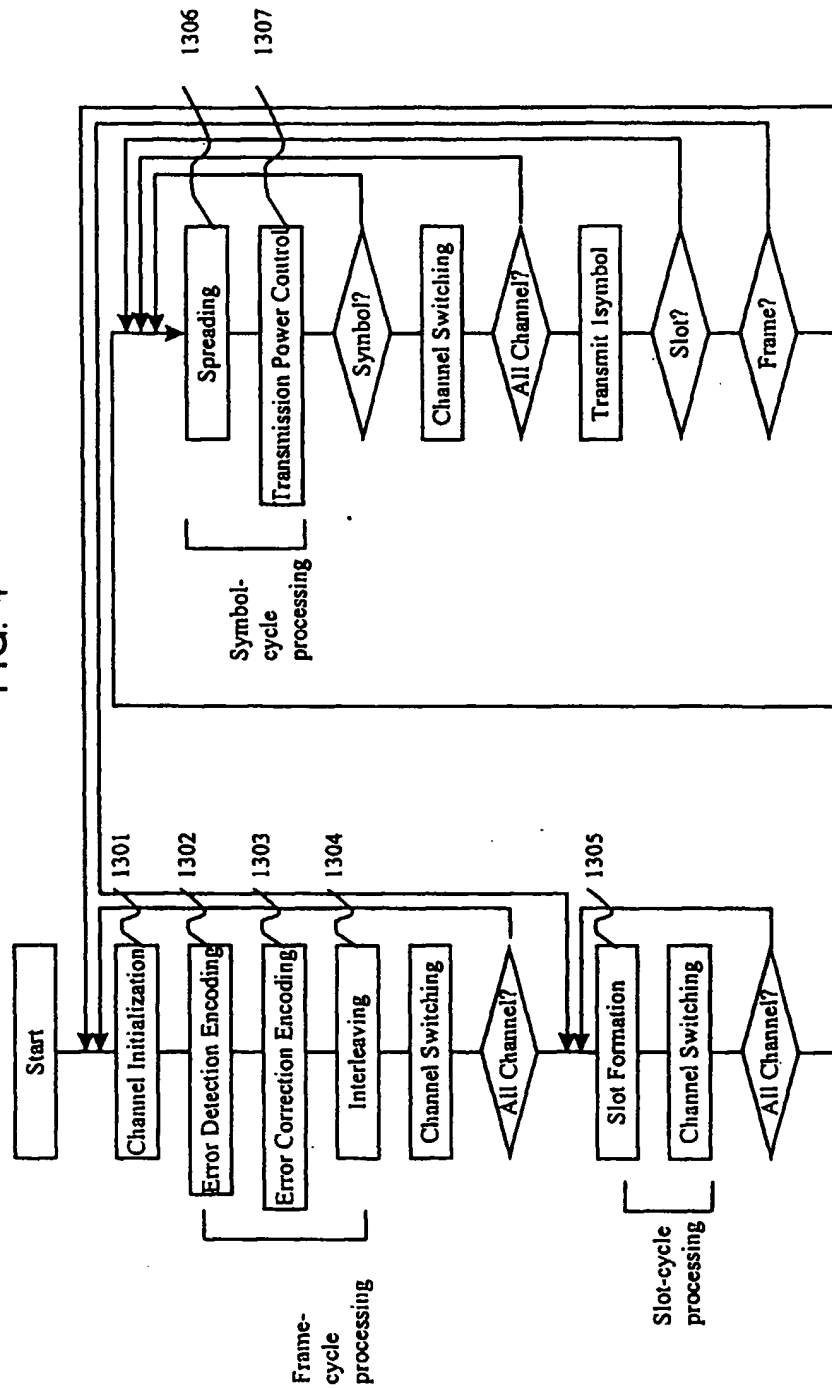 FIG. 4
Start
Channel Initialization
1301
Error Detection Encoding
1302
Error Correction Encoding
1303
Interleaving
1304
Channel Switching
All Channel?
Frame-
cycle
processing
Slot Formation
1305
Channel Switching
All Channel?
Slot-cycle
processing
Spreading
1306
Transmission Power Control
1307
Symbol?
Channel Switching
All Channel?
Transmit 1symbol
Slot?
Frame?
Symbol-
cycle
processing